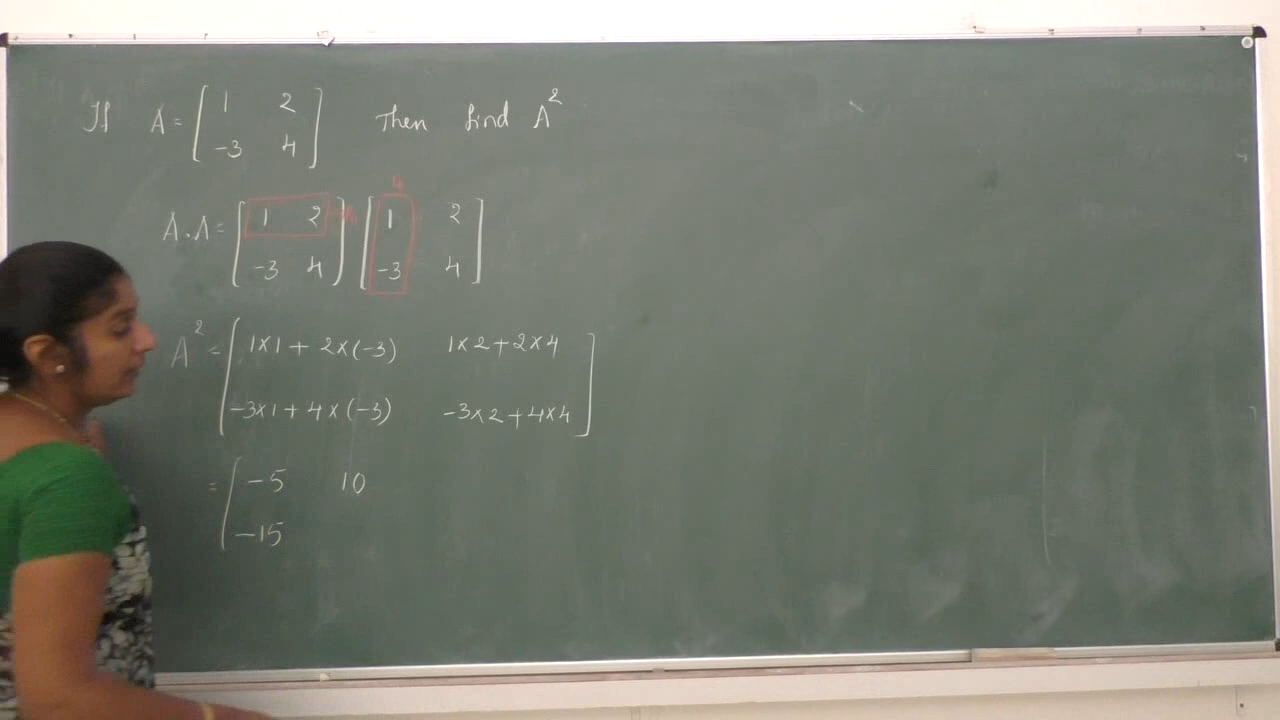 If A = [ 1 2 Then find A²
-3 4 ]
A.A = [ 1 2 ] [ 1 2 ]
-3 4 -3 4
A² = [ 1×1 + 2×(-3) 1×2+2×4
-3×1 + 4×(-3) -3×2+4×4 ]
= [ -5 10
-15